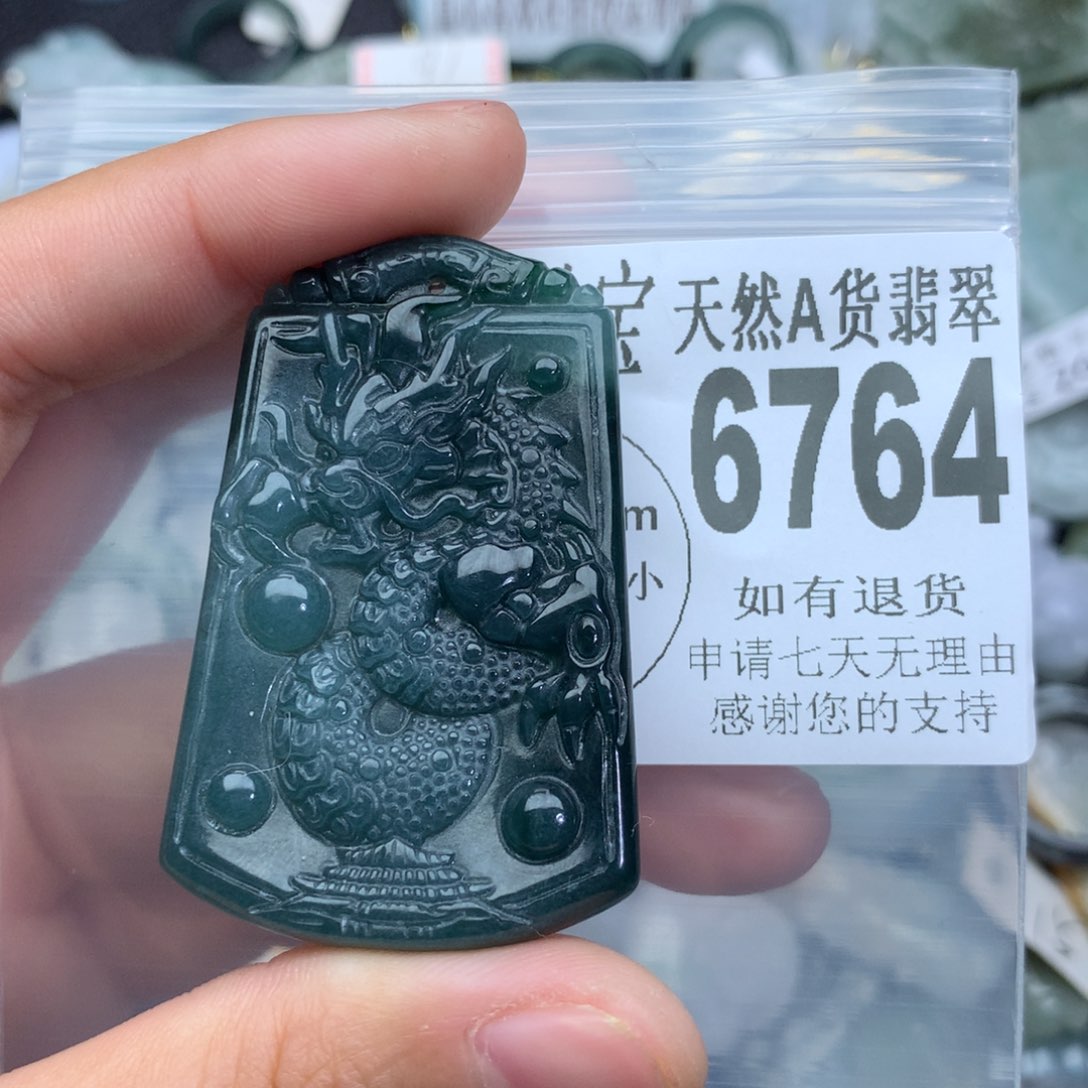 宝 天然A货翡翠
6764
m
小
如有退货
申请七天无理由
感谢您的支持